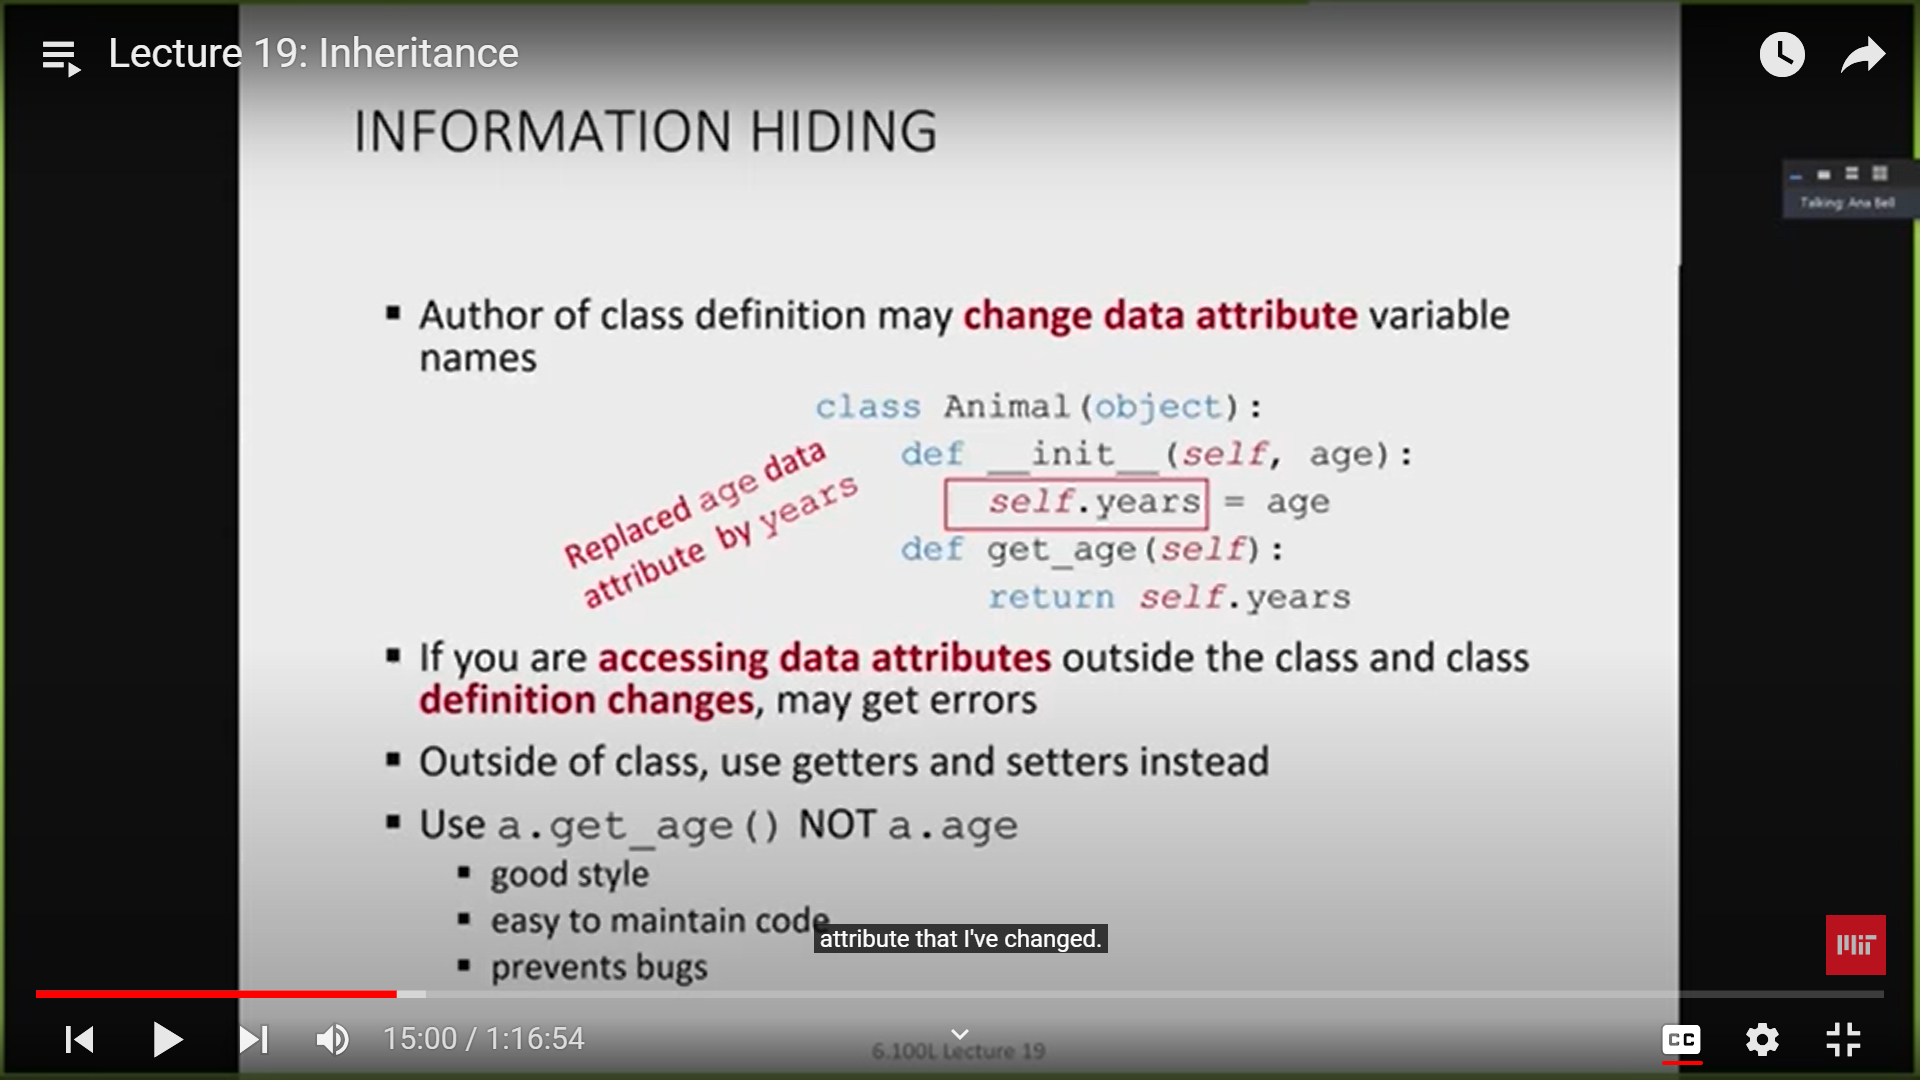 Lecture 19: Inheritance
INFORMATION HIDING
Talking: Ana Bell
▪ Author of class definition may change data attribute variable
names
class Animal(object):
def __init__(self, age):
self.years = age
def get_age(self):
return self.years
Replaced age data
attribute by years
▪ If you are accessing data attributes outside the class and class
definition changes, may get errors
▪ Outside of class, use getters and setters instead
▪ Use a.get_age() NOT a.age
▪ good style
▪ easy to maintain code
▪ prevents bugs
attribute that I've changed.
MIT
15:00 / 1:16:54
6.100L Lecture 19
CC